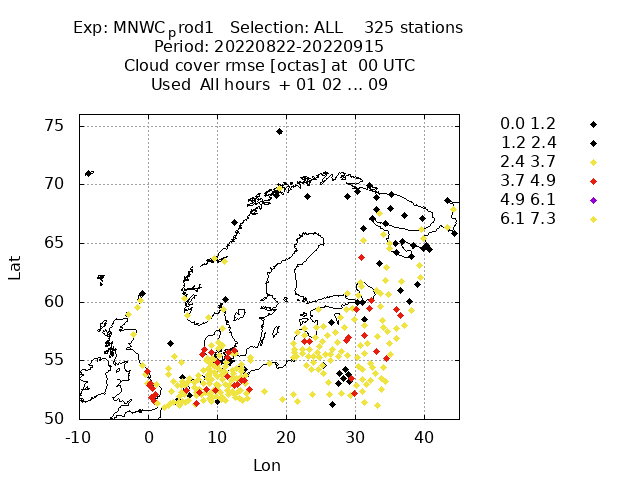 Exp: MNWCprod1 Selection: ALL 325 stations
Period: 20220822-20220915
Cloud cover rmse [octas] at 00 UTC
Used All hours + 01 02 ... 09
0.0 1.2
1.2 2.4
2.4 3.7
3.7 4.9
4.9 6.1
6.1 7.3
75
70
65
60
55
50
Lat
-10 0 10 20 30 40
Lon